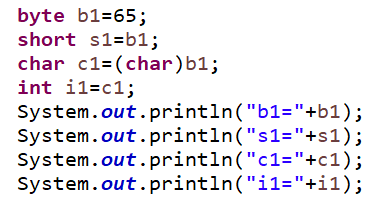 byte b1=65;
short s1=b1;
char c1=(char)b1;
int i1=c1;
System.out.println("b1="+b1);
System.out.println("s1="+s1);
System.out.println("c1="+c1);
System.out.println("i1="+i1);